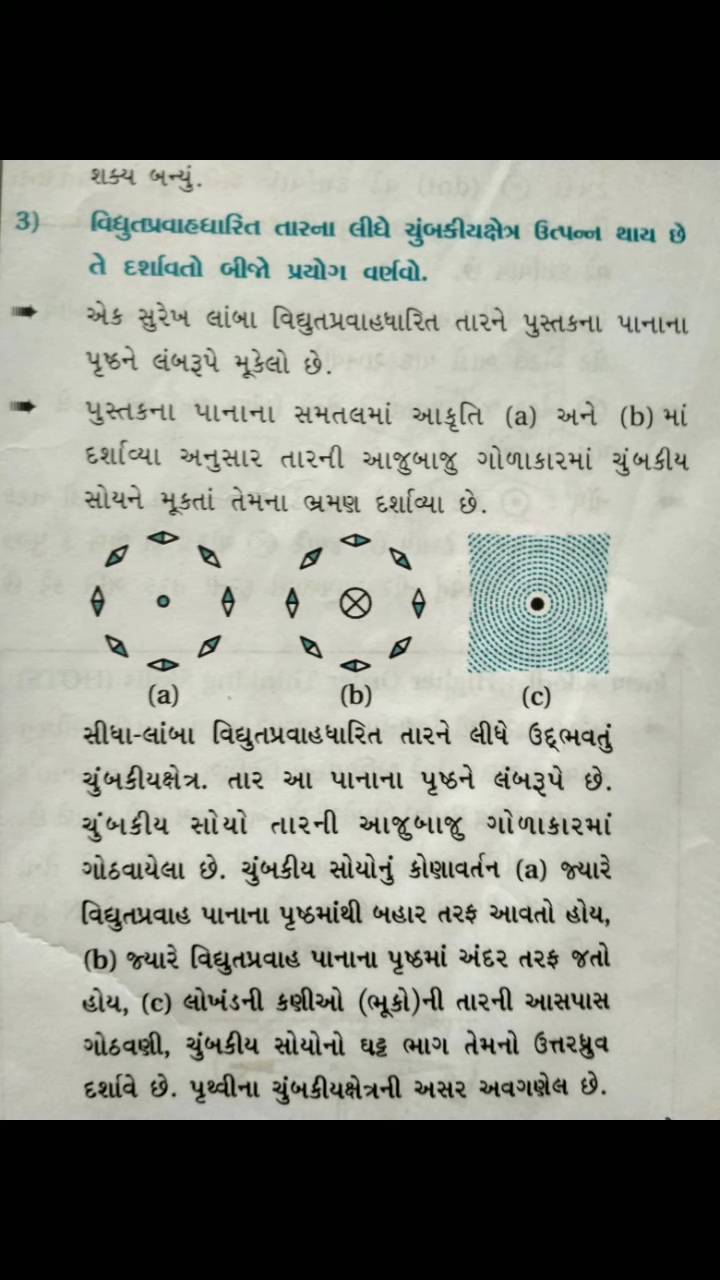 શક્ય બન્યું.
3) વિદ્યુતપ્રવાહધારિત તારના લીધે ચુંબકીયક્ષેત્ર ઉત્પન્ન થાય છે
તે દર્શાવતો બીજો પ્રયોગ વર્ણવો.
એક સુરેખ લાંબા વિદ્યુતપ્રવાહધારિત તારને પુસ્તકના પાનાના
પૃષ્ઠને લંબરૂપે મૂકેલો છે.
પુસ્તકના પાનાના સમતલમાં આકૃતિ (a) અને (b) માં
દર્શાવ્યા અનુસાર તારની આજુબાજુ ગોળાકારમાં ચુંબકીય
સોયને મૂકતાં તેમના ભ્રમણ દર્શાવ્યા છે.
(a) (b) (c)
સીધા-લાંબા વિદ્યુતપ્રવાહધારિત તારને લીધે ઉદ્ભવતું
ચુંબકીયક્ષેત્ર. તાર આ પાનાના પૃષ્ઠને લંબરૂપે છે.
ચુંબકીય સોયો તારની આજુબાજુ ગોળાકારમાં
ગોઠવાયેલા છે. ચુંબકીય સોયોનું કોણાવર્તન (a) જ્યારે
વિદ્યુતપ્રવાહ પાનાના પૃષ્ઠમાંથી બહાર તરફ આવતો હોય,
(b) જ્યારે વિદ્યુતપ્રવાહ પાનાના પૃષ્ઠમાં અંદર તરફ જતો
હોય, (c) લોખંડની કણીઓ (ભૂકો)ની તારની આસપાસ
ગોઠવણી, ચુંબકીય સોયોનો ઘટ્ટ ભાગ તેમનો ઉત્તરધ્રુવ
દર્શાવે છે. પૃથ્વીના ચુંબકીયક્ષેત્રની અસર અવગણેલ છે.